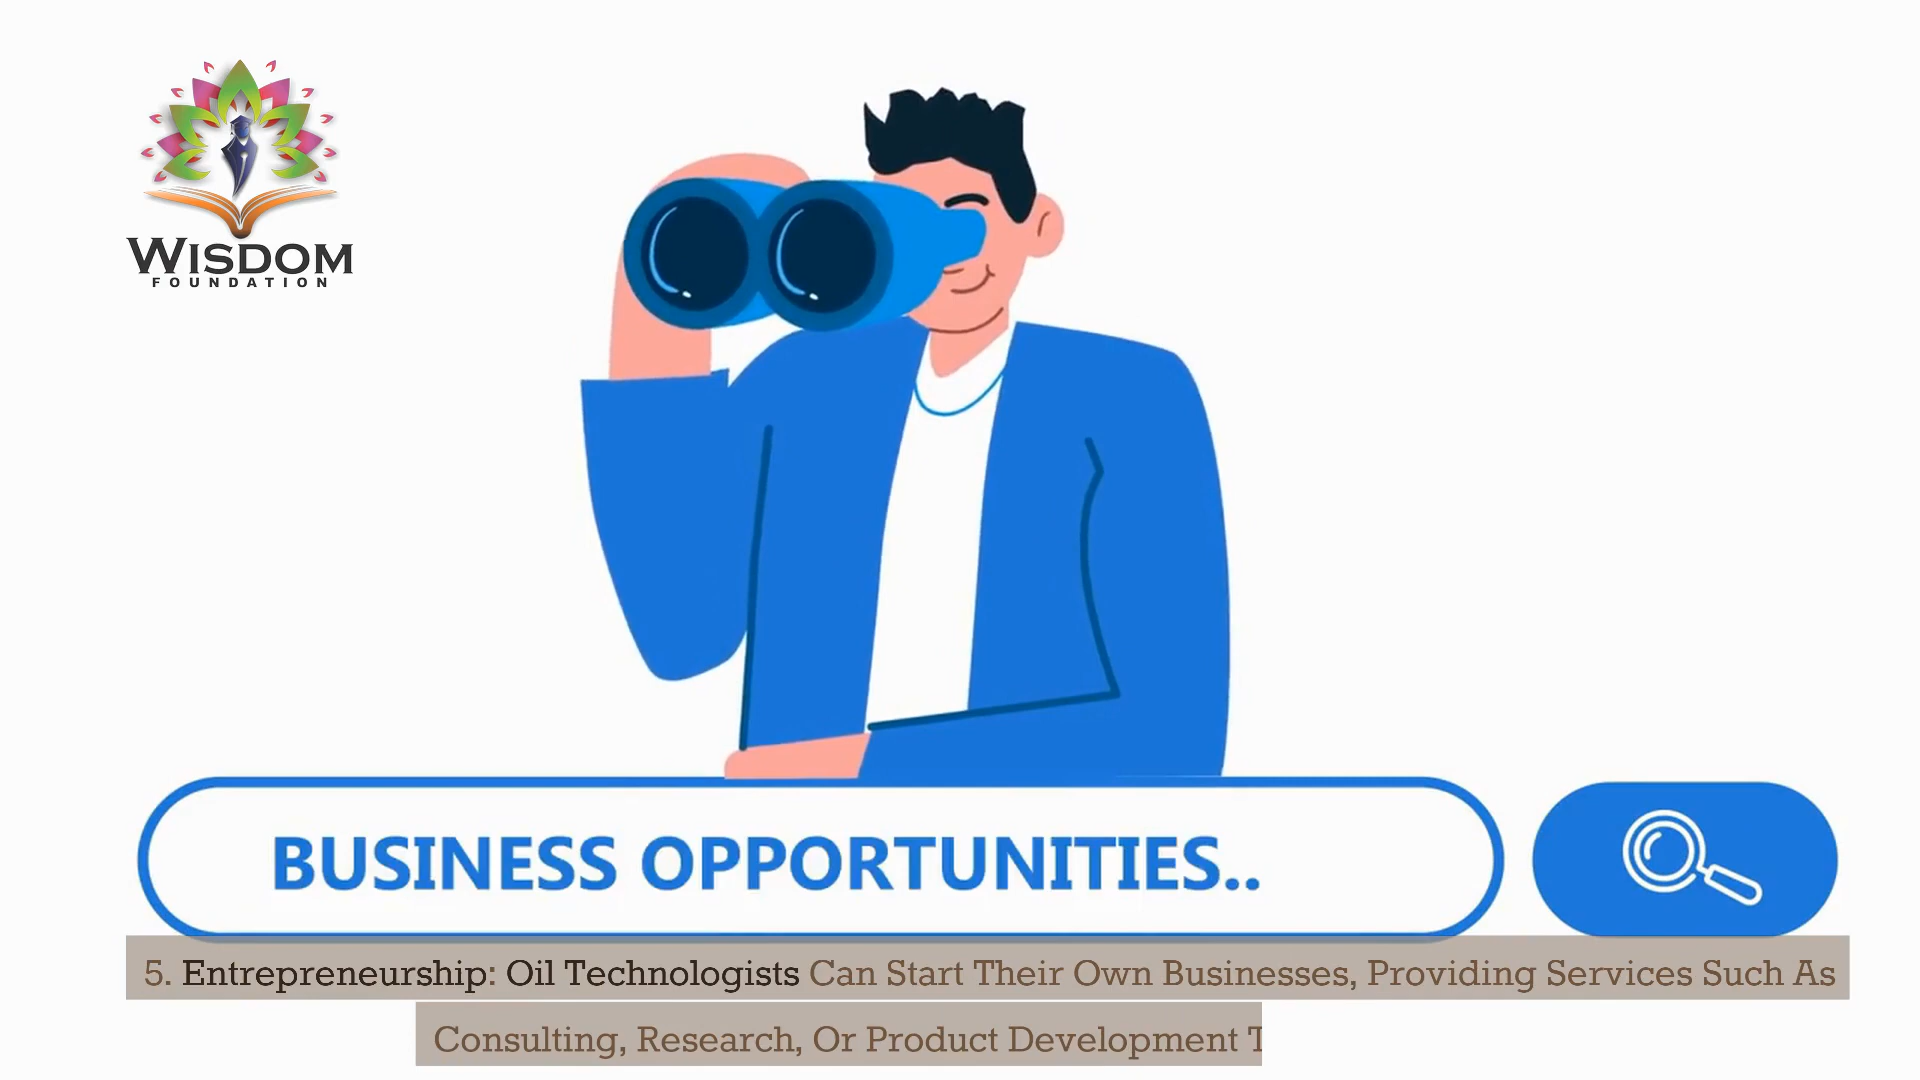 WISDOM
FOUNDATION
BUSINESS OPPORTUNITIES..
5. Entrepreneurship: Oil Technologists Can Start Their Own Businesses, Providing Services Such As
Consulting, Research, Or Product Development